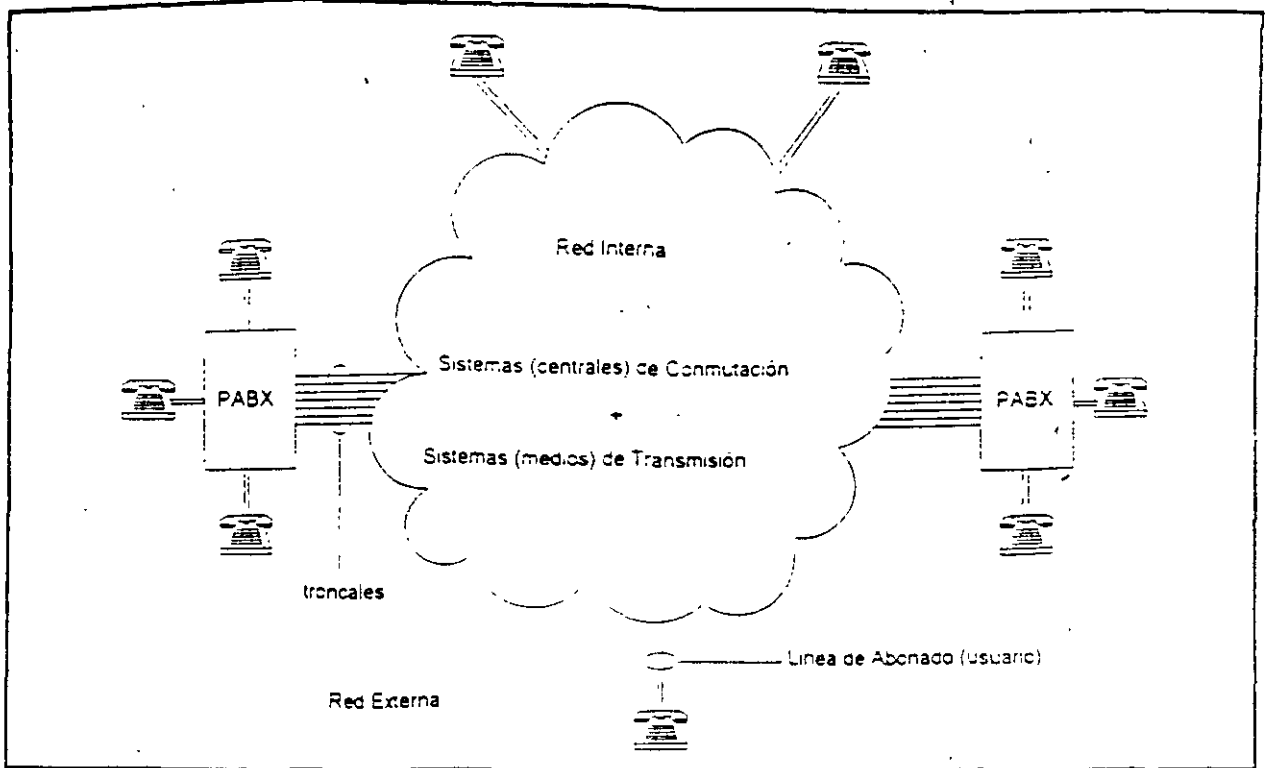 Red Interna
Sistemas (centrales) de Conmutación
PABX
PABX
Sistemas (medios) de Transmisión
troncales
Linea de Abonado (usuario)
Red Externa